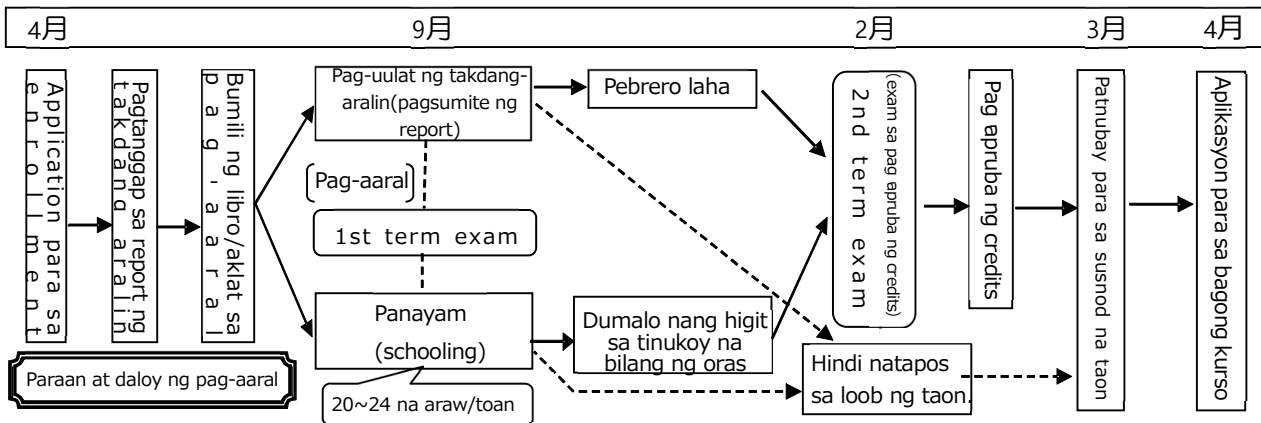 4月
9月
2月
3月
4月
Application para sa
enrollment
Pagtanggap sa report ng
takdang aralin
Bumili ng libro/aklat sa
pag-aaral
Pag-uulat ng takdang-
aralin(pagsumite ng
report)
Pag-aaral
1st term exam
Panayam
(schooling)
20~24 na araw/toan
Pebrero laha
Dumalo nang higit
sa tinukoy na
bilang ng oras
(exam sa pag apruba ng credits)
2nd term exam
Hindi natapos
sa loob ng taon.
Pag apruba ng credits
Patnubay para sa susnod na taon
Aplikasyon para sa bagong kurso
Paraan at daloy ng pag-aaral